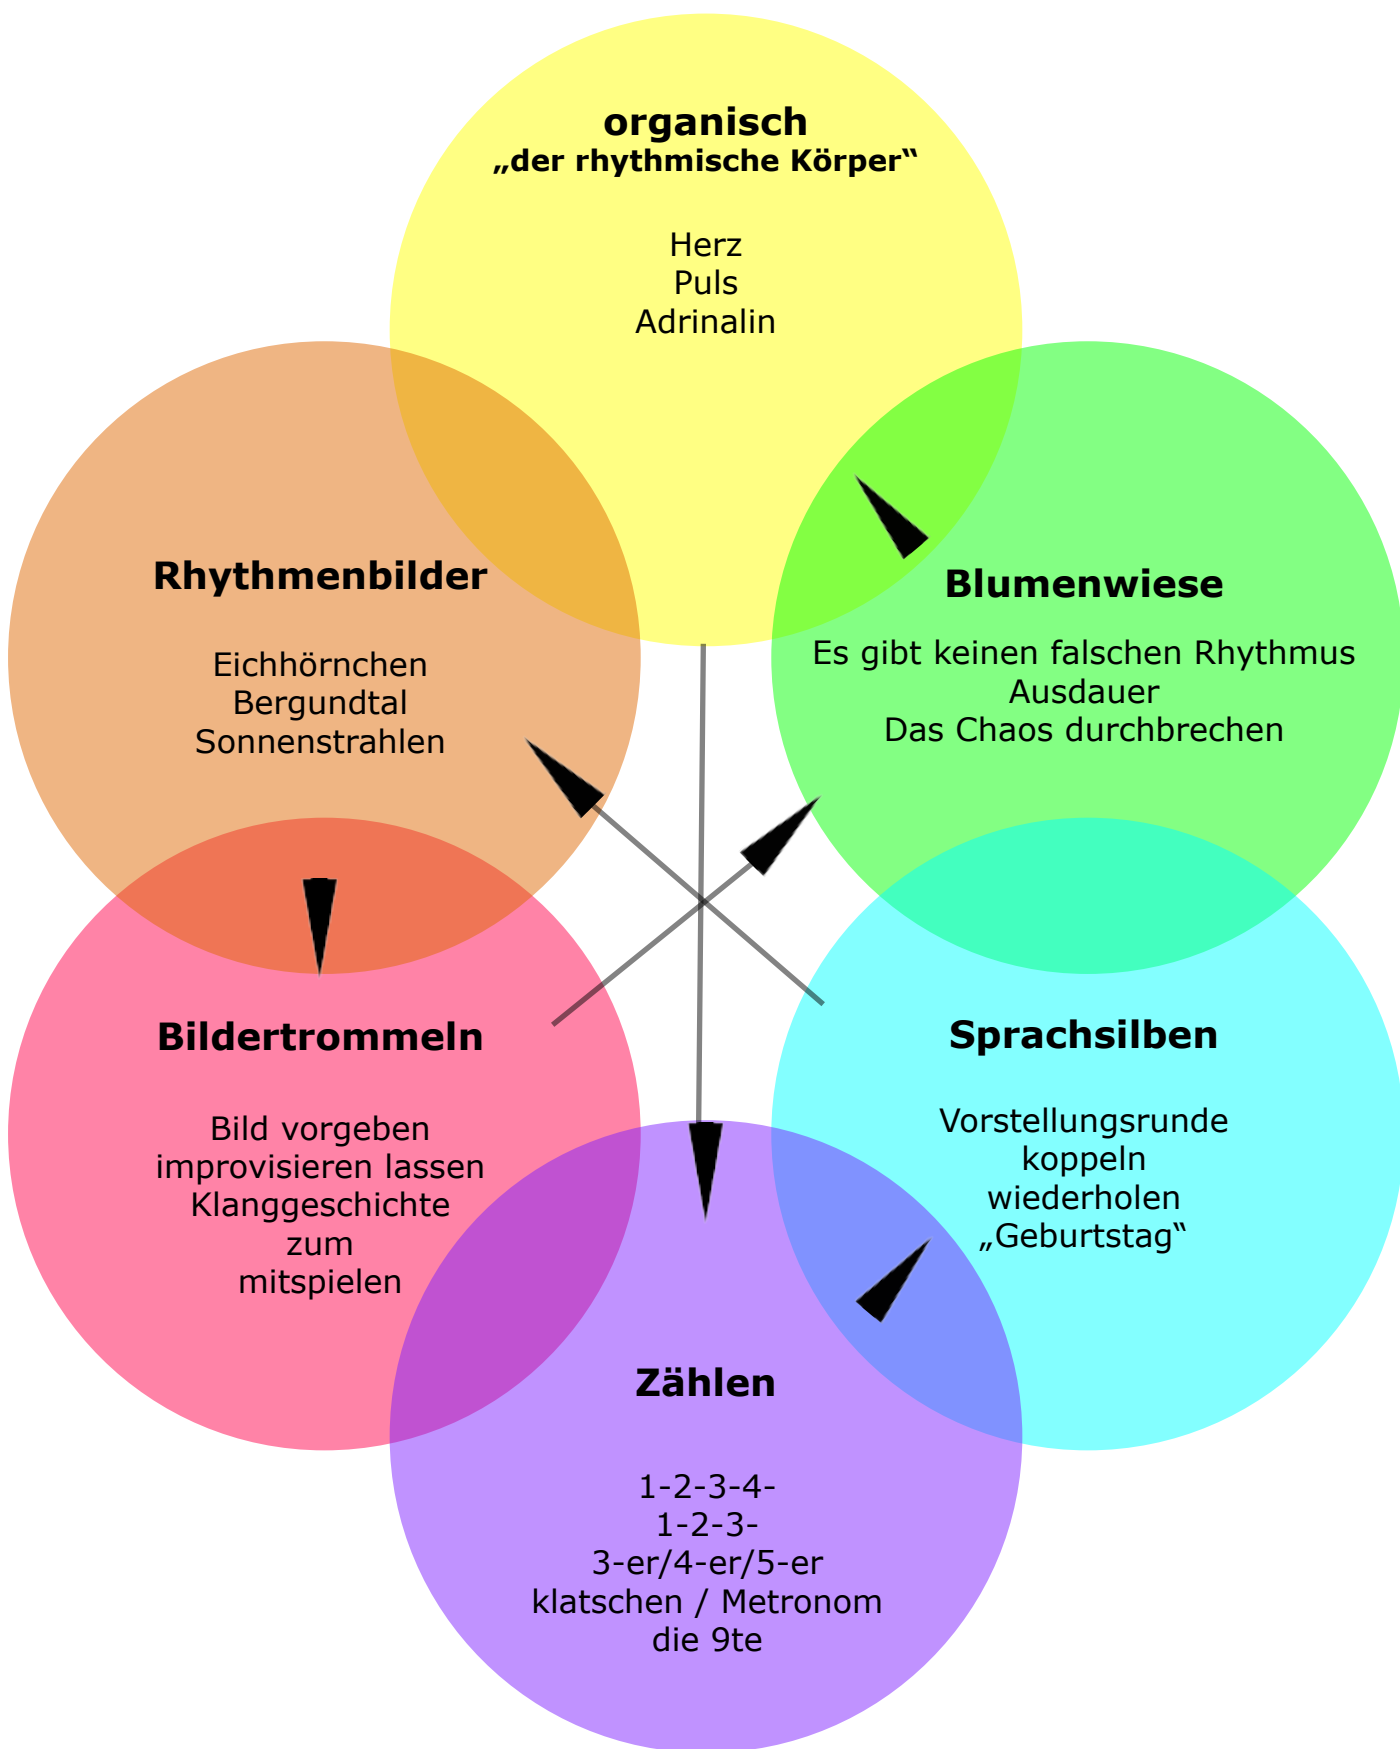 organisch
„der rhythmische Körper“
Herz
Puls
Adrinalin
Rhythmenbilder
Eichhörnchen
Bergundtal
Sonnenstrahlen
Blumenwiese
Es gibt keinen falschen Rhythmus
Ausdauer
Das Chaos durchbrechen
Bildertrommeln
Bild vorgeben
improvisieren lassen
Klanggeschichte
zum
mitspielen
Sprachsilben
Vorstellungsrunde
koppeln
wiederholen
„Geburtstag“
Zählen
1-2-3-4-
1-2-3-
3-er/4-er/5-er
klatschen / Metronom
die 9te